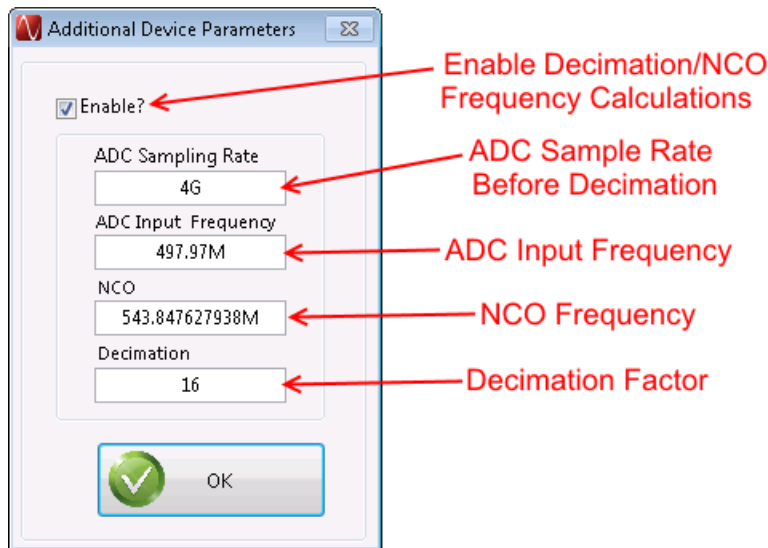 Additional Device Parameters
Enable?
Enable Decimation/NCO
Frequency Calculations
ADC Sampling Rate
4G
ADC Sample Rate
Before Decimation
ADC Input Frequency
497.97M
ADC Input Frequency
NCO
543.847627938M
NCO Frequency
Decimation
16
Decimation Factor
OK